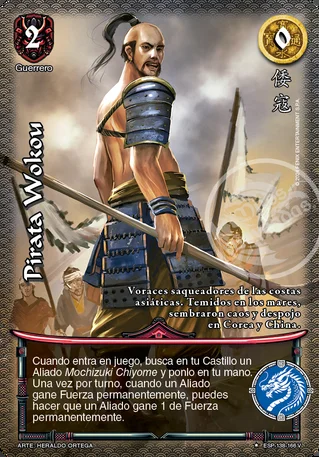 2
Guerrero
0
倭寇
Pirata Wokou
Voraces saqueadores de las costas
asiáticas. Temidos en los mares,
sembraron caos y despojo
en Corea y China.
Cuando entra en juego, busca en tu Castillo un
Aliado Mochizuki Chiyome y ponlo en tu mano.
Una vez por turno, cuando un Aliado
gane Fuerza permanentemente, puedes
hacer que un Aliado gane 1 de Fuerza
permanentemente.
ARTE: HERALDO ORTEGA
ESP-138-166 V